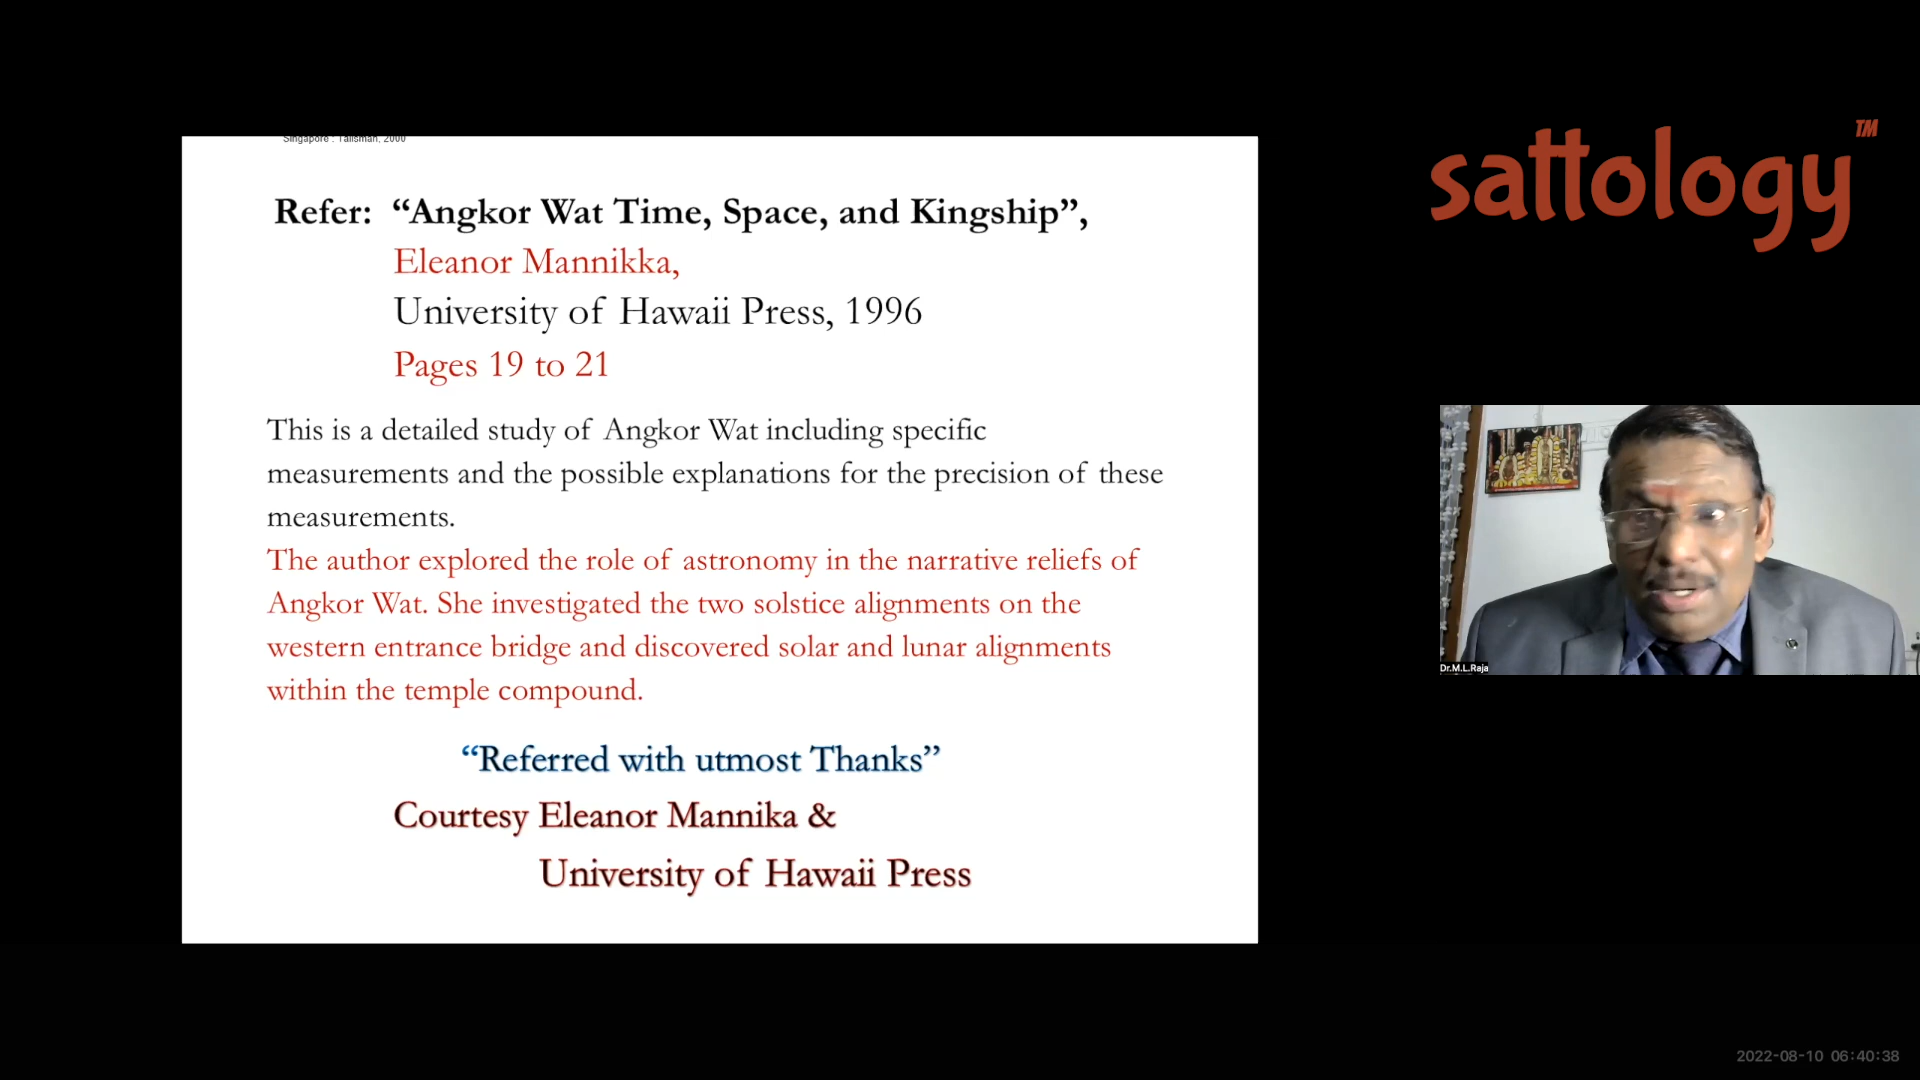 Singapore : Talisman, 2000
Refer: “Angkor Wat Time, Space, and Kingship”,
Eleanor Mannikka,
University of Hawaii Press, 1996
Pages 19 to 21
This is a detailed study of Angkor Wat including specific
measurements and the possible explanations for the precision of these
measurements.
The author explored the role of astronomy in the narrative reliefs of
Angkor Wat. She investigated the two solstice alignments on the
western entrance bridge and discovered solar and lunar alignments
within the temple compound.
“Referred with utmost Thanks”
Courtesy Eleanor Mannika &
University of Hawaii Press
sattology TM
Dr.M.L.Raja
2022-08-10 06:40:38